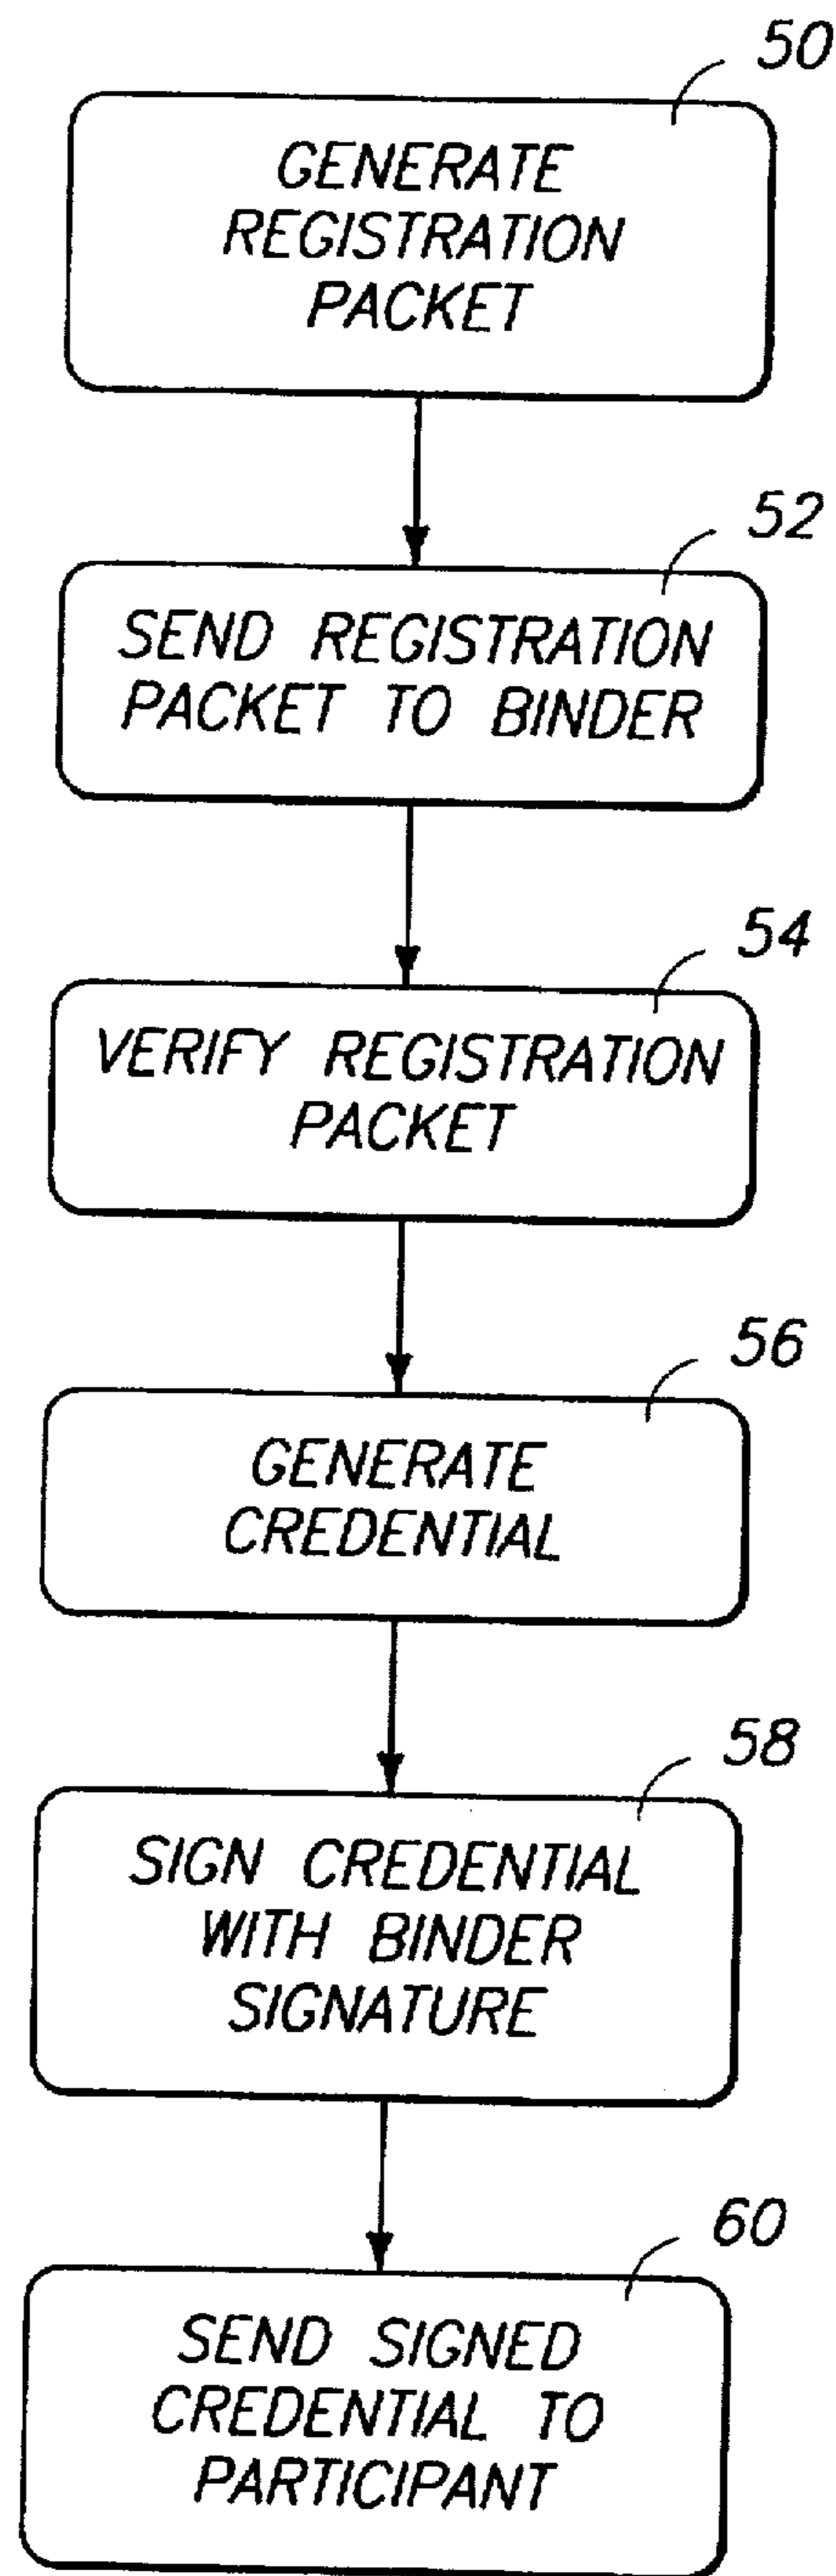 50
GENERATE
REGISTRATION
PACKET
52
SEND REGISTRATION
PACKET TO BINDER
54
VERIFY REGISTRATION
PACKET
56
GENERATE
CREDENTIAL
58
SIGN CREDENTIAL
WITH BINDER
SIGNATURE
60
SEND SIGNED
CREDENTIAL TO
PARTICIPANT